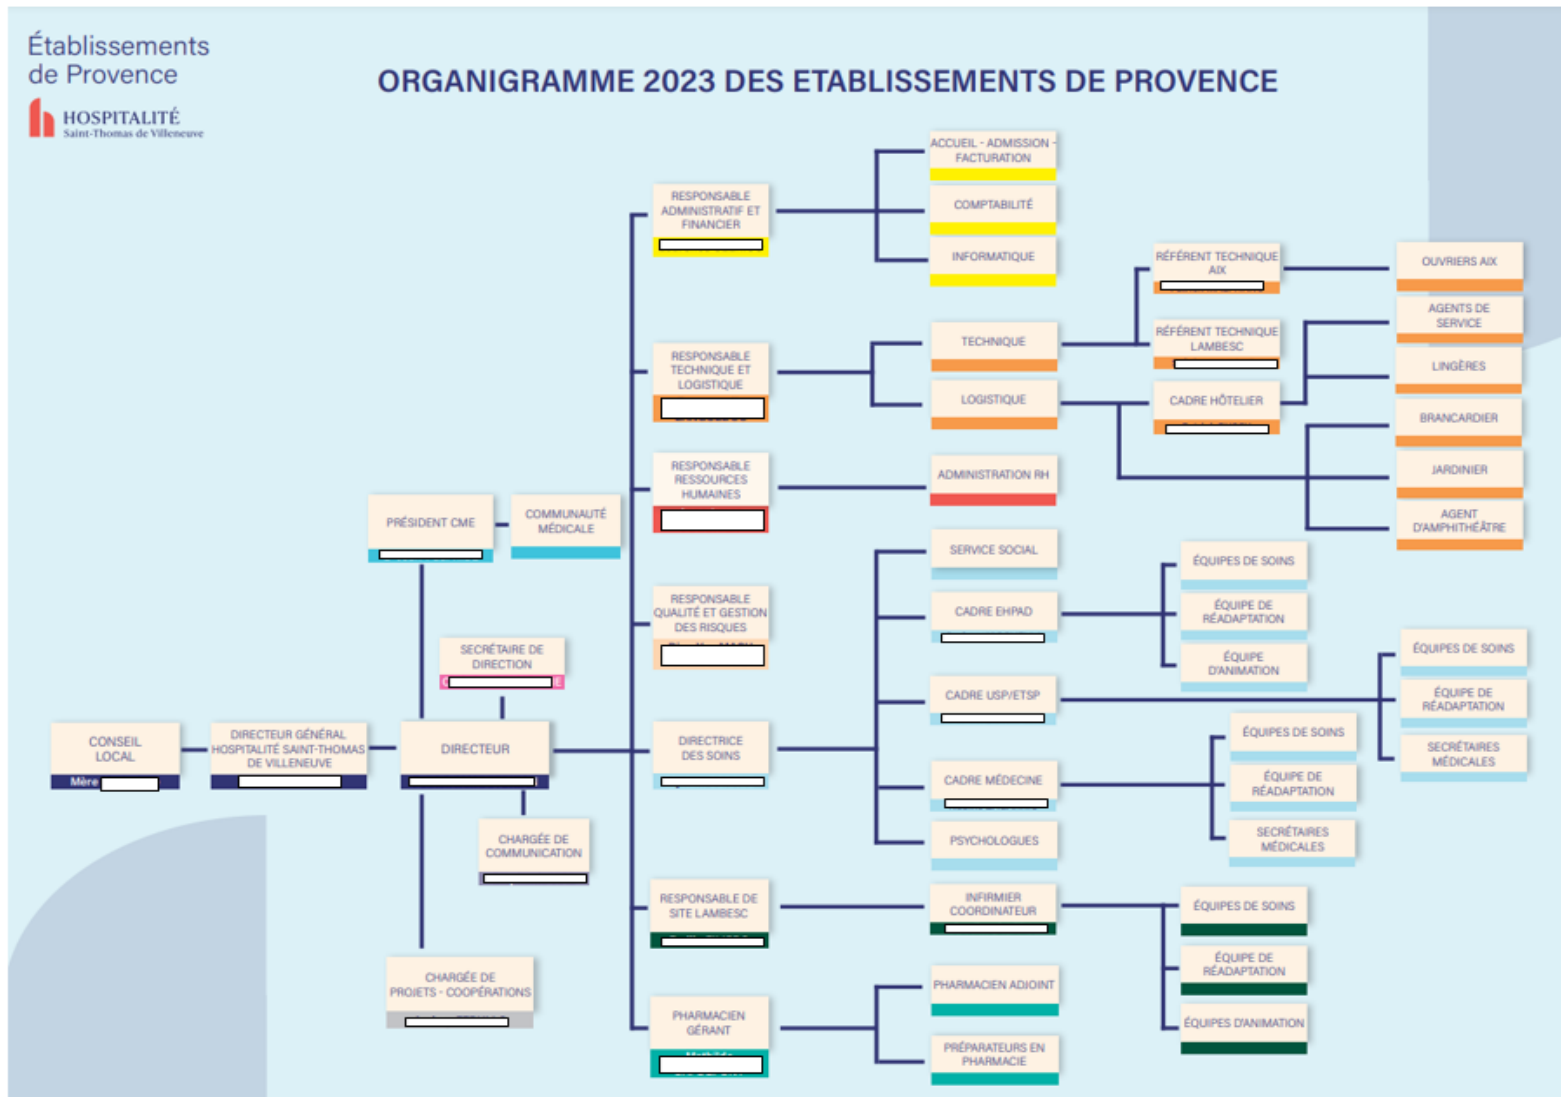 Établissements
de Provence
HOSPITALITÉ
Saint-Thomas de Villeneuve
ORGANIGRAMME 2023 DES ETABLISSEMENTS DE PROVENCE
CONSEIL
LOCAL
Mère
DIRECTEUR GÉNÉRAL
HOSPITALITÉ SAINT-THOMAS
DE VILLENEUVE
DIRECTEUR
PRÉSIDENT CME
COMMUNAUTÉ
MÉDICALE
SECRÉTAIRE DE
DIRECTION
CHARGÉE DE
COMMUNICATION
CHARGÉE DE
PROJETS - COOPÉRATIONS
RESPONSABLE
ADMINISTRATIF ET
FINANCIER
ACCUEIL - ADMISSION -
FACTURATION
COMPTABILITÉ
INFORMATIQUE
RESPONSABLE
TECHNIQUE ET
LOGISTIQUE
TECHNIQUE
RÉFÉRENT TECHNIQUE
AIX
OUVRIERS AIX
RÉFÉRENT TECHNIQUE
LAMBESC
LOGISTIQUE
CADRE HÔTELIER
AGENTS DE
SERVICE
LINGÈRES
BRANCARDIER
JARDINIER
AGENT
D'AMPHITHÉÂTRE
RESPONSABLE
RESSOURCES
HUMAINES
ADMINISTRATION RH
RESPONSABLE
QUALITÉ ET GESTION
DES RISQUES
DIRECTRICE
DES SOINS
SERVICE SOCIAL
CADRE EHPAD
ÉQUIPES DE SOINS
ÉQUIPE DE
RÉADAPTATION
ÉQUIPE
D'ANIMATION
CADRE USP/ETSP
ÉQUIPES DE SOINS
ÉQUIPE DE
RÉADAPTATION
SECRÉTAIRES
MÉDICALES
CADRE MÉDECINE
ÉQUIPES DE SOINS
ÉQUIPE DE
RÉADAPTATION
SECRÉTAIRES
MÉDICALES
PSYCHOLOGUES
RESPONSABLE DE
SITE LAMBESC
INFIRMIER
COORDINATEUR
ÉQUIPES DE SOINS
ÉQUIPE DE
RÉADAPTATION
ÉQUIPES D'ANIMATION
PHARMACIEN
GÉRANT
PHARMACIEN ADJOINT
PRÉPARATEURS EN
PHARMACIE